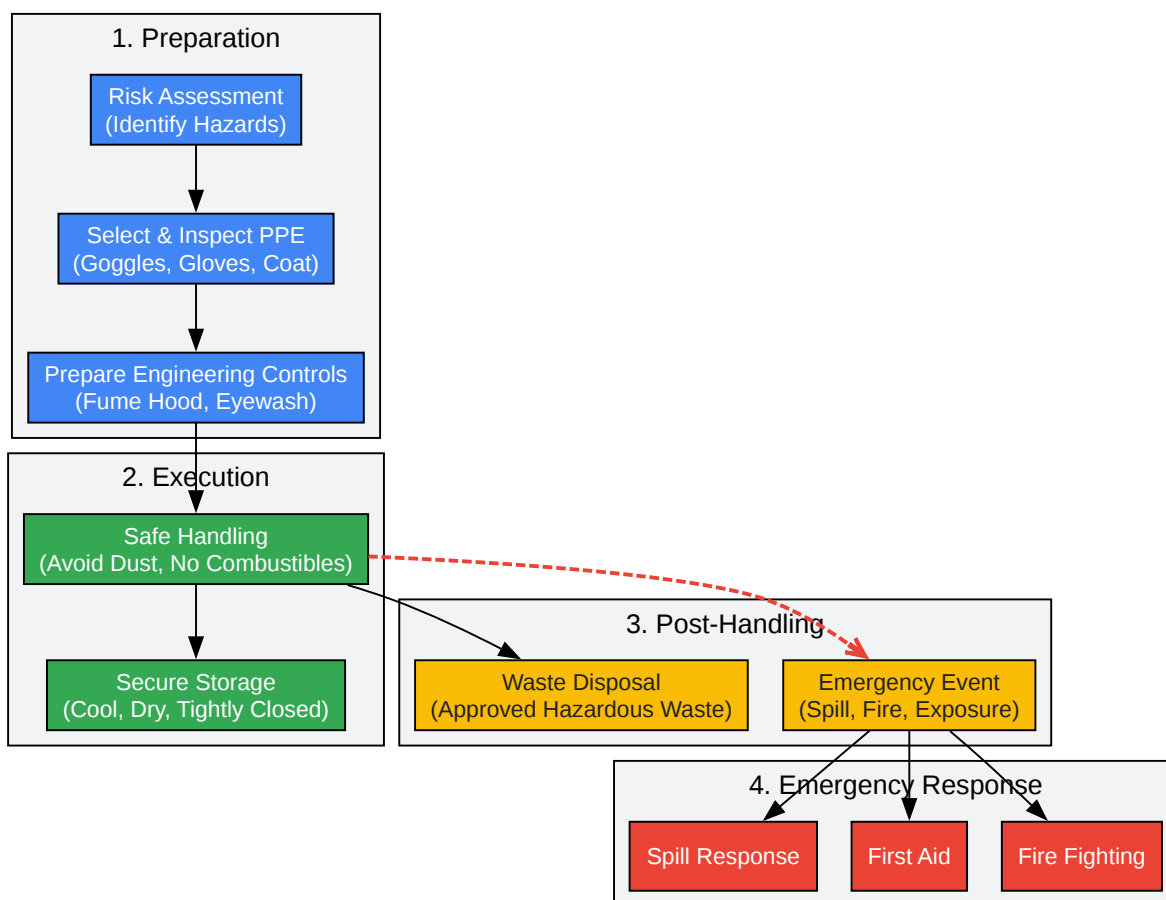 1. Preparation
Risk Assessment
(Identify Hazards)
Select & Inspect PPE
(Goggles, Gloves, Coat)
Prepare Engineering Controls
(Fume Hood, Eyewash)
2. Execution
Safe Handling
(Avoid Dust, No Combustibles)
Secure Storage
(Cool, Dry, Tightly Closed)
3. Post-Handling
Waste Disposal
(Approved Hazardous Waste)
Emergency Event
(Spill, Fire, Exposure)
4. Emergency Response
Spill Response
First Aid
Fire Fighting